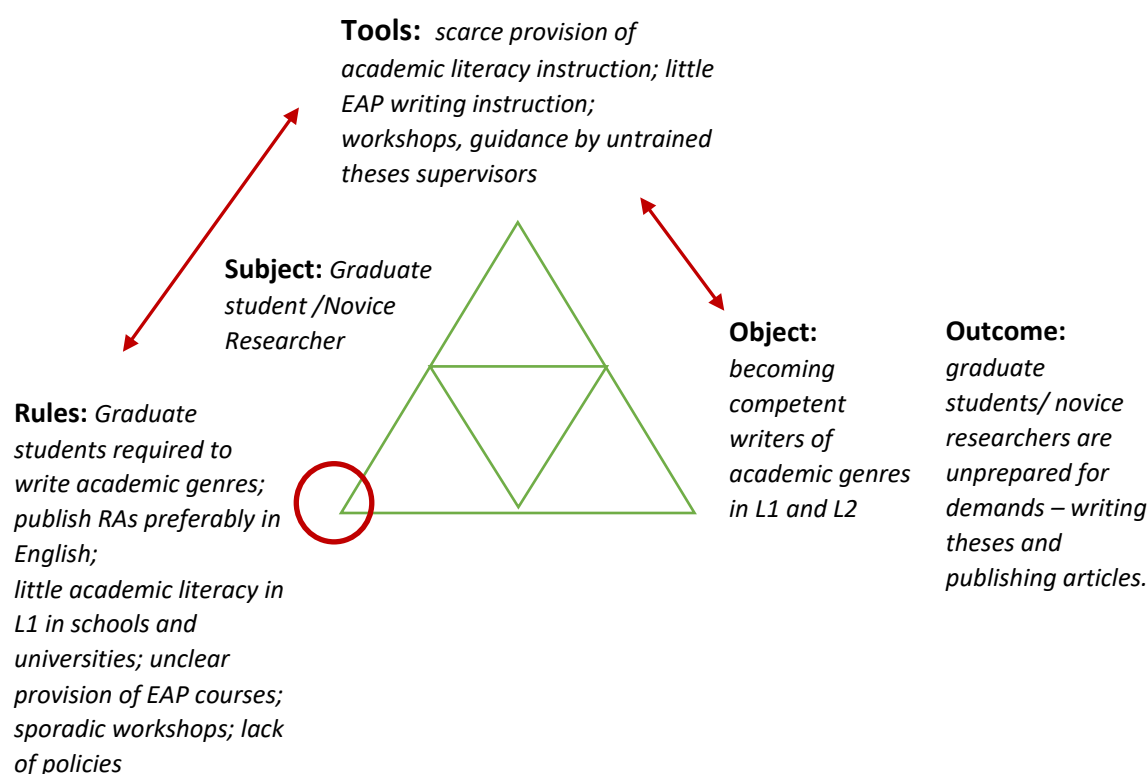 Tools: scarce provision of
academic literacy instruction; little
EAP writing instruction;
workshops, guidance by untrained
theses supervisors
Subject: Graduate
student /Novice
Researcher
Object:
becoming
competent
writers of
academic genres
in L1 and L2
Outcome:
graduate
students/ novice
researchers are
unprepared for
demands – writing
theses and
publishing articles.
Rules: Graduate
students required to
write academic genres;
publish RAs preferably in
English;
little academic literacy in
L1 in schools and
universities; unclear
provision of EAP courses;
sporadic workshops; lack
of policies